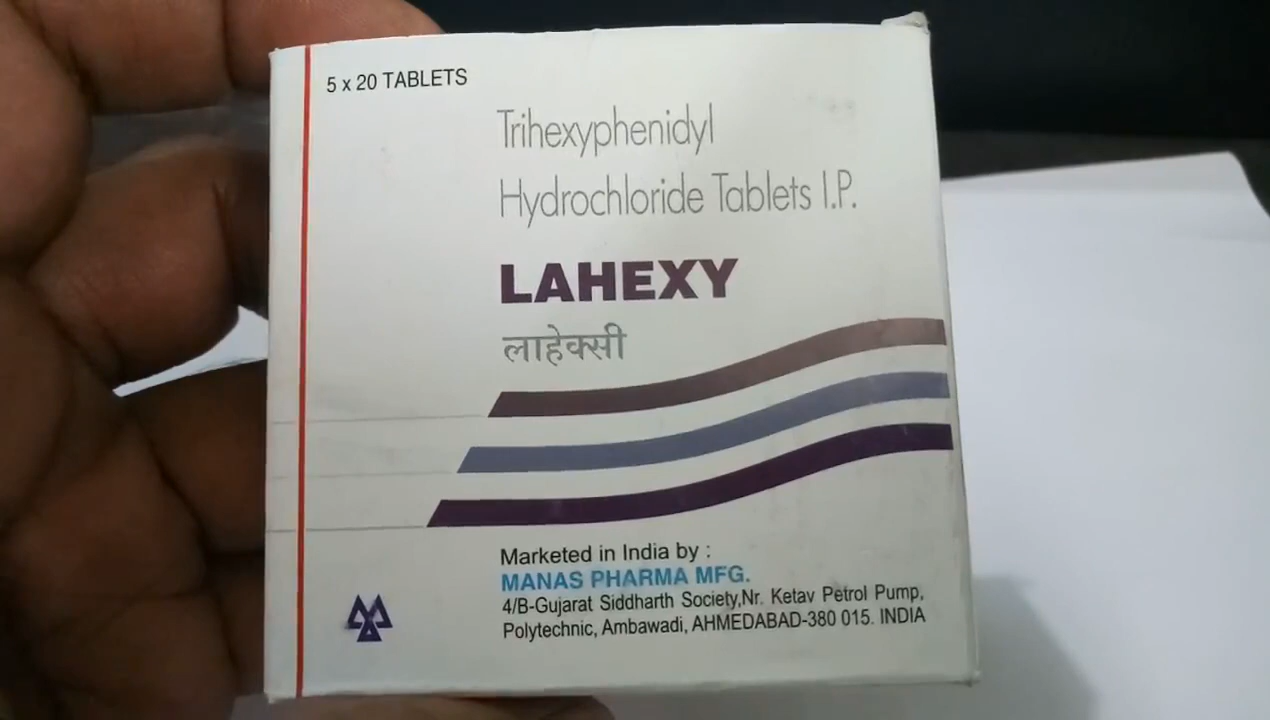 5 x 20 TABLETS
Trihexyphenidyl
Hydrochloride Tablets I.P.
LAHEXY
लाहेक्सी
Marketed in India by :
MANAS PHARMA MFG.
4/B-Gujarat Siddharth Society,Nr. Ketav Petrol Pump,
Polytechnic, Ambawadi, AHMEDABAD-380 015. INDIA